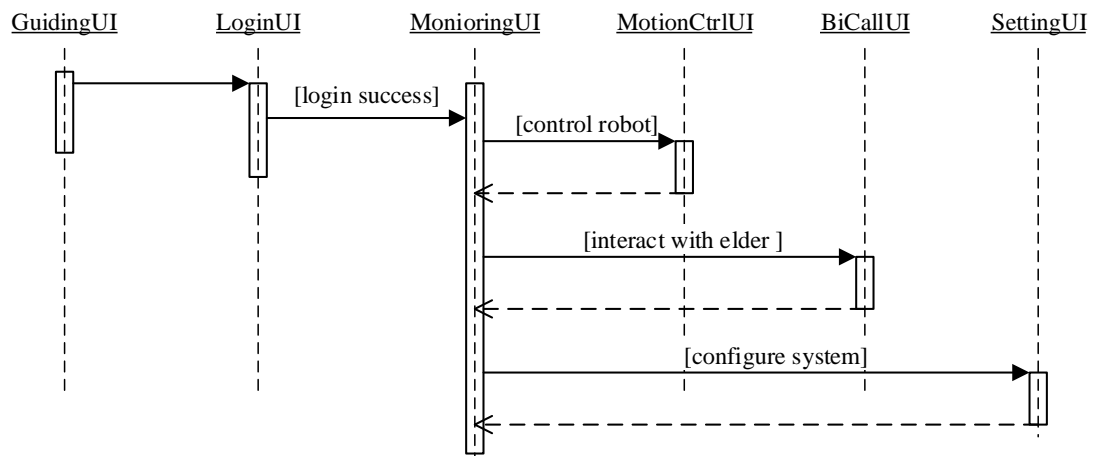 GuidingUI LoginUI MonioringUI MotionCtrlUI BiCallUI SettingUI
[login success]
[control robot]
[interact with elder ]
[configure system]